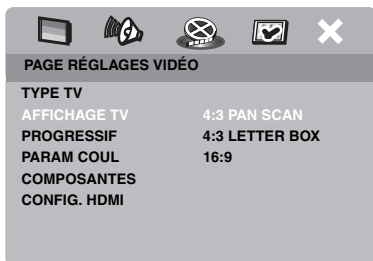 PAGE RÉGLAGES VIDÉO
TYPE TV
AFFICHAGE TV 4:3 PAN SCAN
PROGRESSIF 4:3 LETTER BOX
PARAM COUL 16:9
COMPOSANTES
CONFIG. HDMI